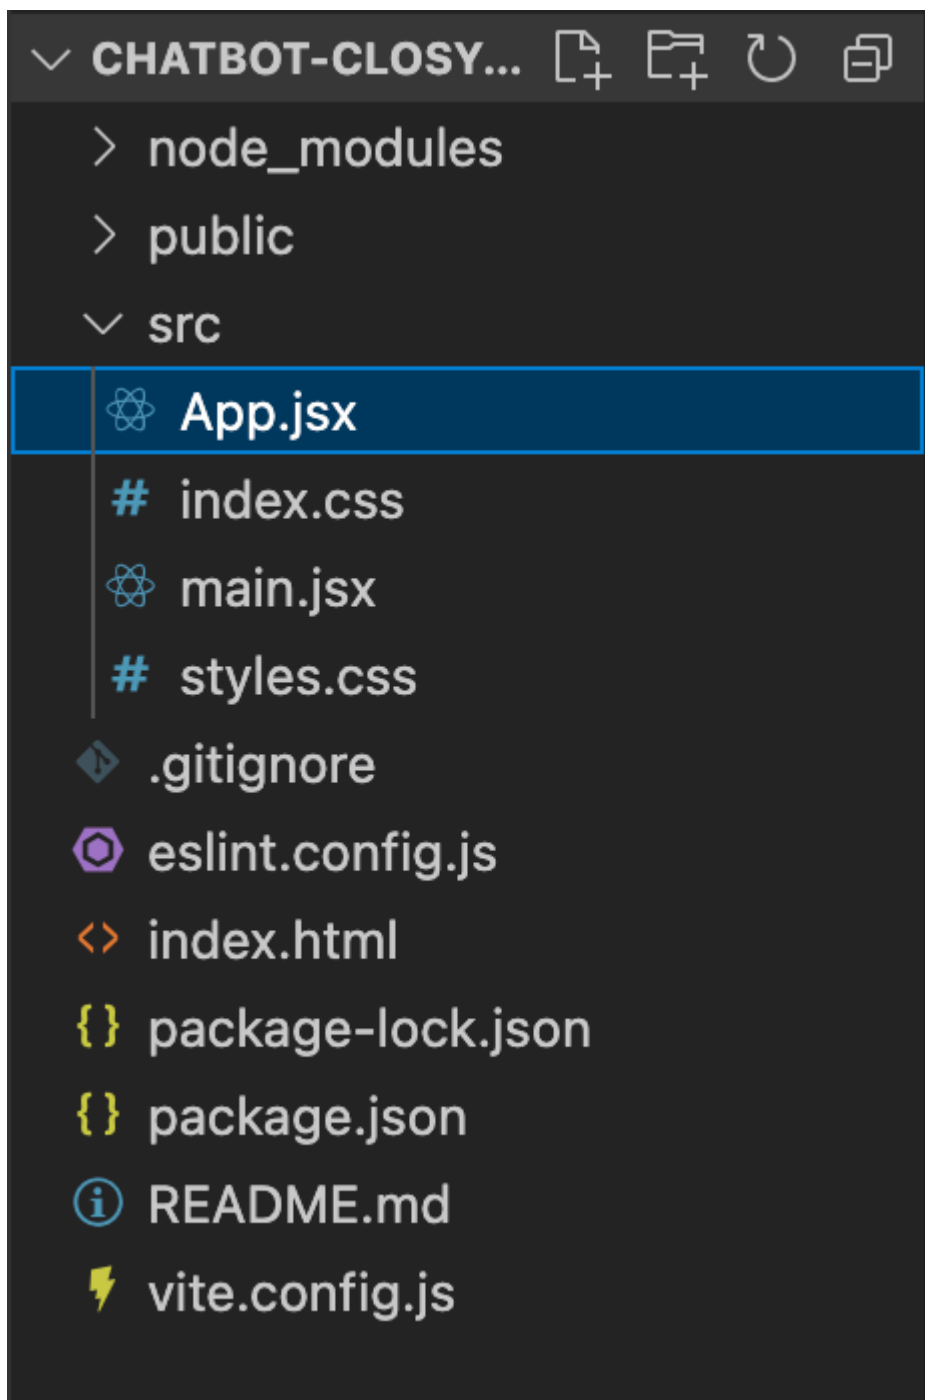 CHATBOT-CLOSY...
node_modules
public
src
App.jsx
index.css
main.jsx
styles.css
.gitignore
eslint.config.js
index.html
package-lock.json
package.json
README.md
vite.config.js